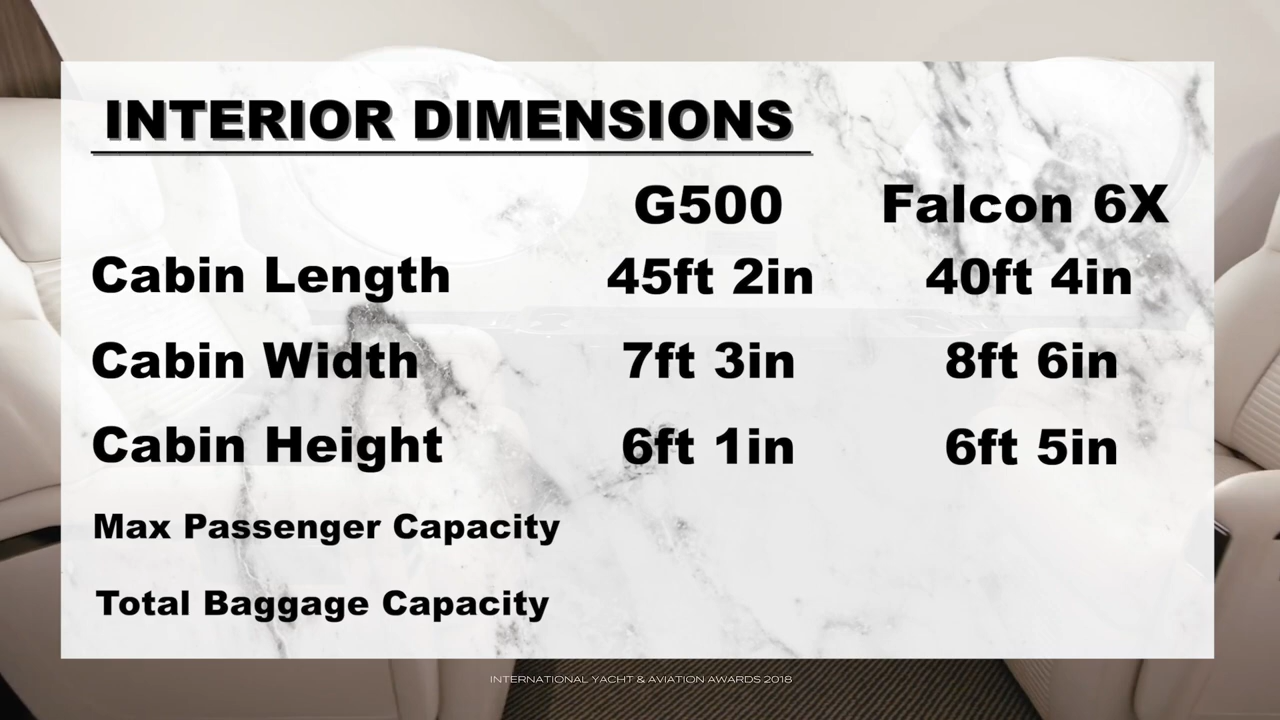 INTERIOR DIMENSIONS
G500 Falcon 6X
Cabin Length 45ft 2in 40ft 4in
Cabin Width 7ft 3in 8ft 6in
Cabin Height 6ft 1in 6ft 5in
Max Passenger Capacity
Total Baggage Capacity
INTERNATIONAL YACHT & AVIATION AWARDS 2018